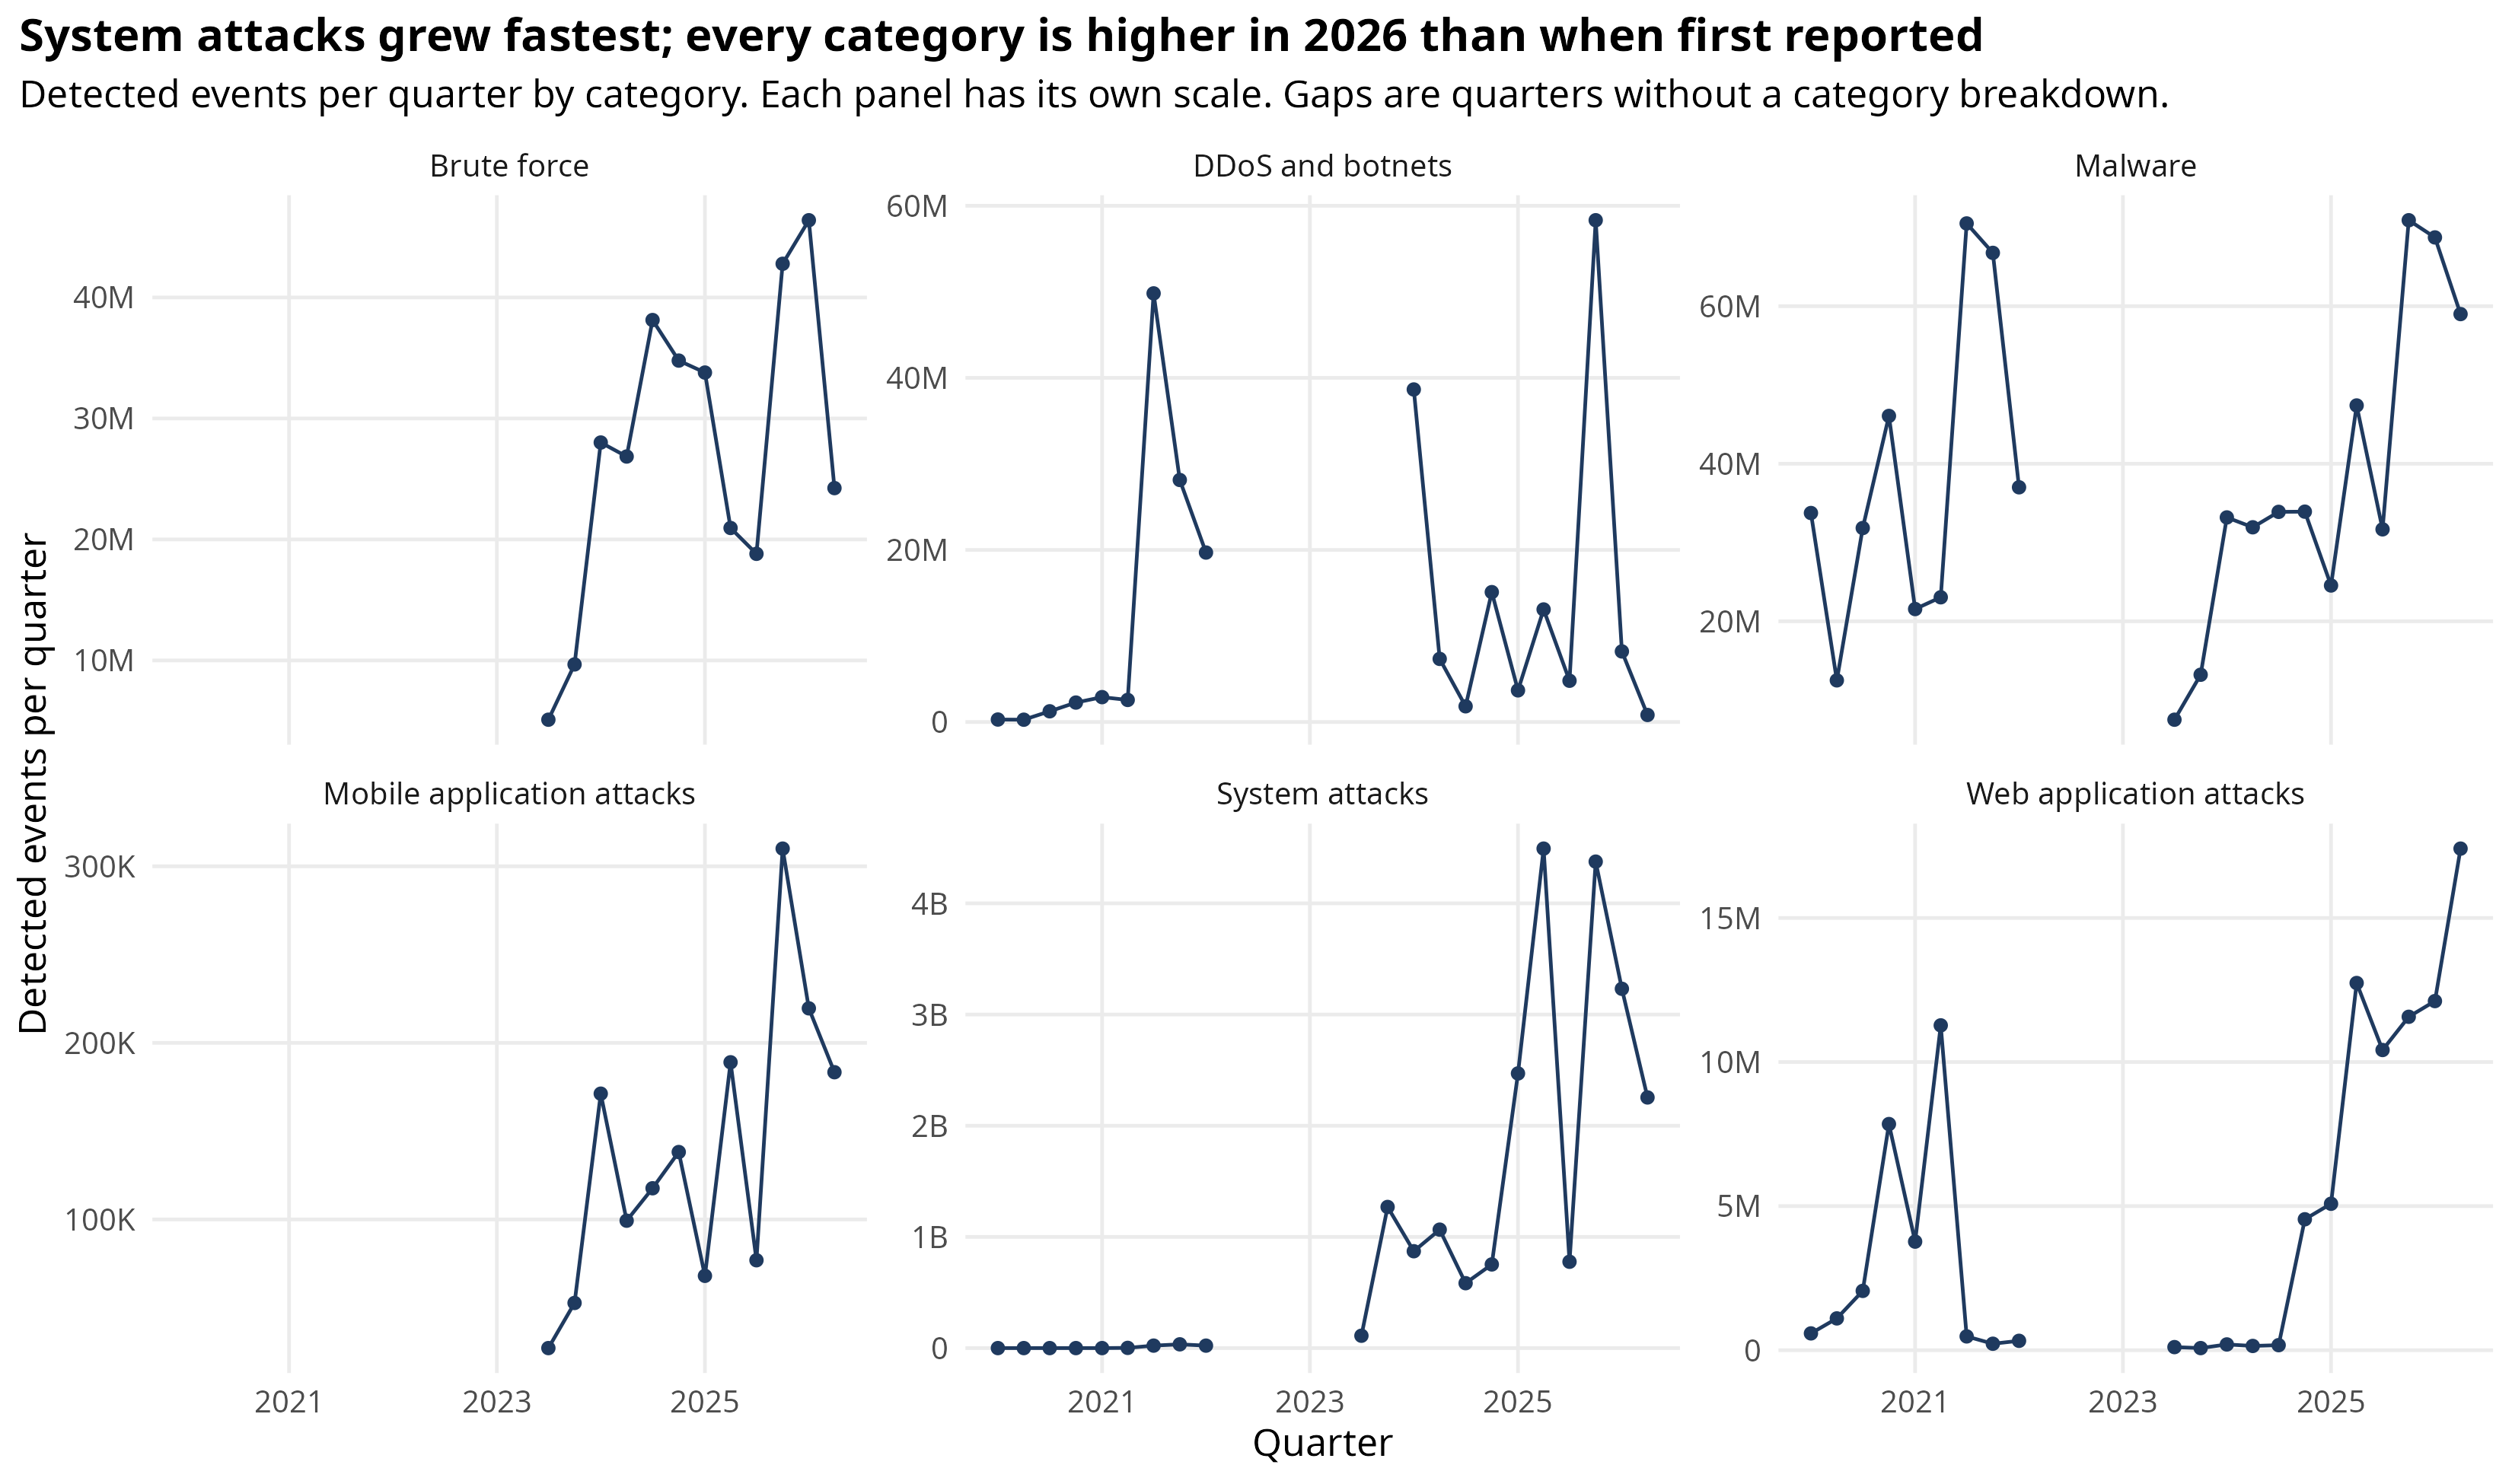 System attacks grew fastest; every category is higher in 2026 than when first reported
Detected events per quarter by category. Each panel has its own scale. Gaps are quarters without a category breakdown.
Detected events per quarter
Brute force
40M
30M
20M
10M
DDoS and botnets
60M
40M
20M
0
Malware
60M
40M
20M
Mobile application attacks
300K
200K
100K
2021 2023 2025
System attacks
4B
3B
2B
1B
0
2021 2023 2025
Web application attacks
15M
10M
5M
0
2021 2023 2025
Quarter